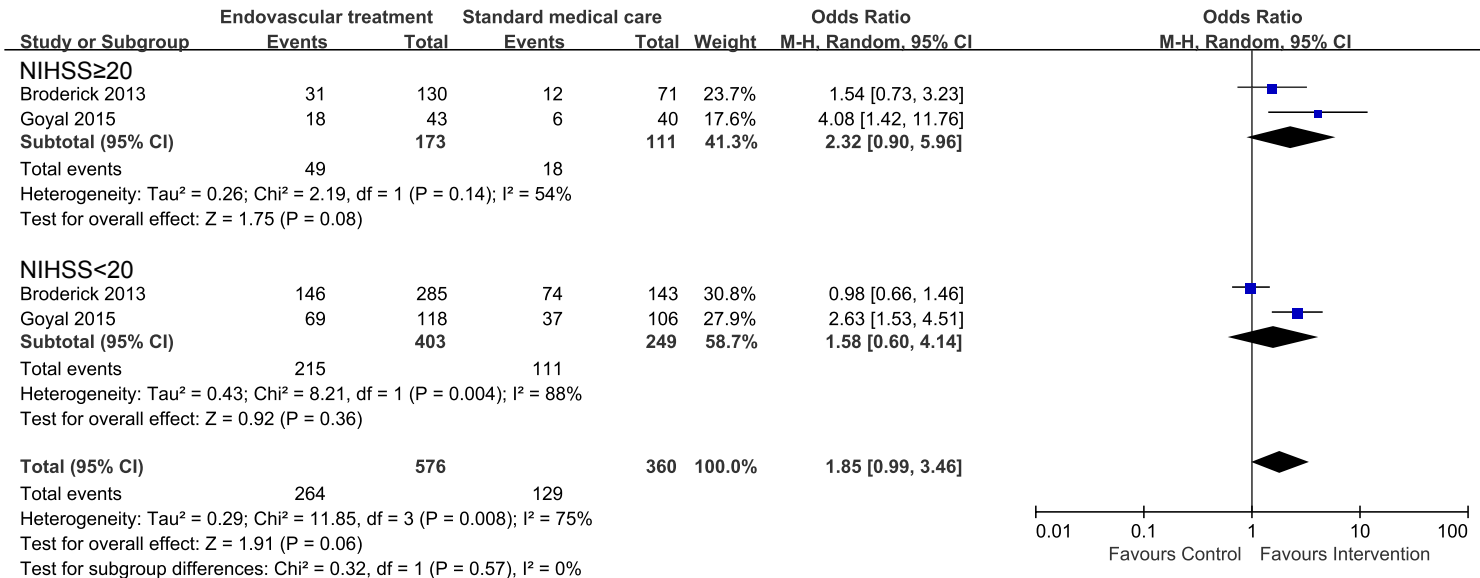 Endovascular treatment Standard medical care Odds Ratio Odds Ratio
Study or Subgroup Events Total Events Total Weight M-H, Random, 95% CI M-H, Random, 95% CI
NIHSS≥20
Broderick 2013 31 130 12 71 23.7% 1.54 [0.73, 3.23]
Goyal 2015 18 43 6 40 17.6% 4.08 [1.42, 11.76]
Subtotal (95% CI) 173 111 41.3% 2.32 [0.90, 5.96]
Total events 49 18
Heterogeneity: Tau² = 0.26; Chi² = 2.19, df = 1 (P = 0.14); I² = 54%
Test for overall effect: Z = 1.75 (P = 0.08)
NIHSS<20
Broderick 2013 146 285 74 143 30.8% 0.98 [0.66, 1.46]
Goyal 2015 69 118 37 106 27.9% 2.63 [1.53, 4.51]
Subtotal (95% CI) 403 249 58.7% 1.58 [0.60, 4.14]
Total events 215 111
Heterogeneity: Tau² = 0.43; Chi² = 8.21, df = 1 (P = 0.004); I² = 88%
Test for overall effect: Z = 0.92 (P = 0.36)
Total (95% CI) 576 360 100.0% 1.85 [0.99, 3.46]
Total events 264 129
Heterogeneity: Tau² = 0.29; Chi² = 11.85, df = 3 (P = 0.008); I² = 75%
Test for overall effect: Z = 1.91 (P = 0.06)
Test for subgroup differences: Chi² = 0.32, df = 1 (P = 0.57), I² = 0%
0.01 0.1 1 10 100
Favours Control Favours Intervention